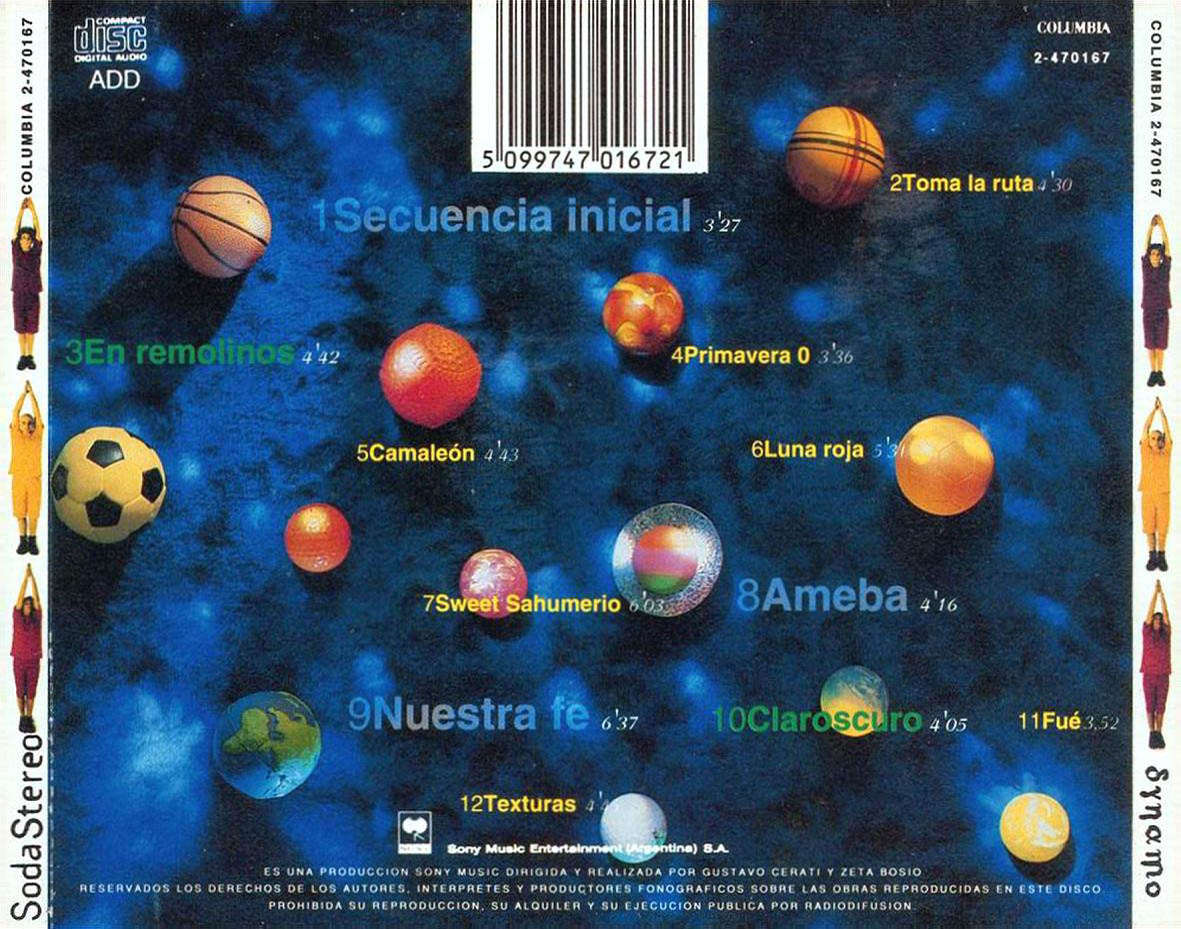 COMPACT
disc
DIGITAL AUDIO
ADD
COLUMBIA
2-470167
COLUMBIA 2-470167
COLUMBIA 2-470167
5 099747 016721
2Toma la ruta 4'30
1Secuencia inicial 3'27
3En remolinos 4'42
4Primavera 0 3'36
5Camaleón 4'43
6Luna roja 5'31
7Sweet Sahumerio 6'03
8Ameba 4'16
9Nuestra fe 6'37
10Claroscuro 4'05
11Fué 3,52
12Texturas
Sony Music Entertainment (Argentina) S.A.
ES UNA PRODUCCION SONY MUSIC DIRIGIDA Y REALIZADA POR GUSTAVO CERATI Y ZETA BOSIO
RESERVADOS LOS DERECHOS DE LOS AUTORES, INTERPRETES Y PRODUCTORES FONOGRAFICOS SOBRE LAS OBRAS REPRODUCIDAS EN ESTE DISCO.
PROHIBIDA SU REPRODUCCION, SU ALQUILER Y SU EJECUCION PUBLICA POR RADIODIFUSION.
Soda Stereo
dynamo